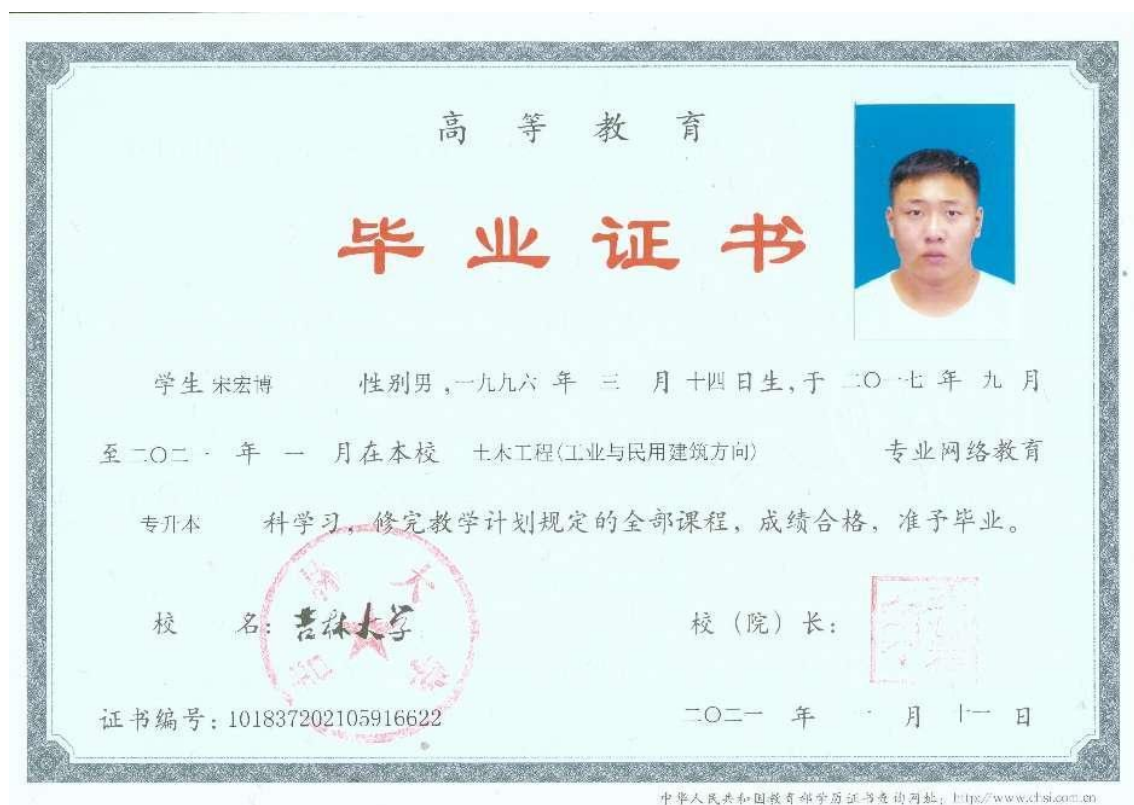 高等教育
毕业证书
学生 宋宏博 性别男,一九九六 年 三 月 十四 日生,于 二〇一七 年 九 月
至 二〇二一 年 一 月在本校 土木工程(工业与民用建筑方向) 专业网络教育
专升本 科学习,修完教学计划规定的全部课程,成绩合格,准予毕业。
校 名:吉林大学 校(院)长:
吉林大学
证书编号:101837202105916622 二〇二一 年 一 月 十一 日
中华人民共和国教育部学历证书查询网址:http://www.chsi.com.cn